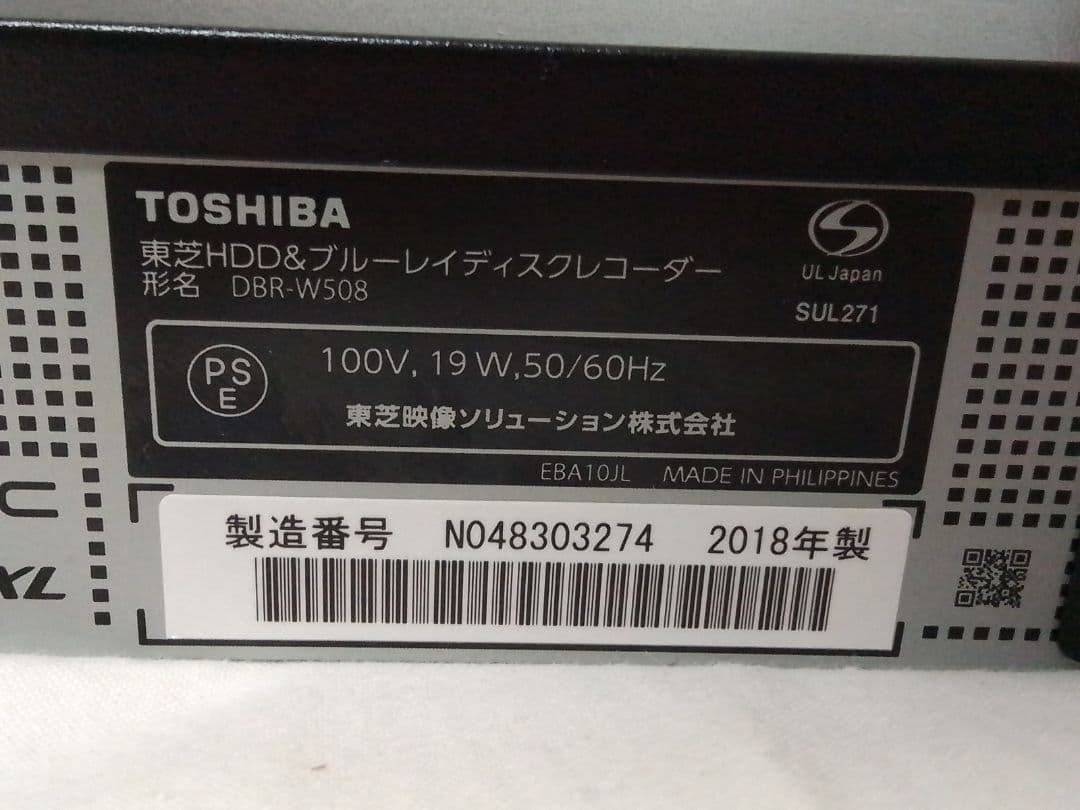 TOSHIBA
東芝HDD&ブルーレイディスクレコーダー
形名 DBR-W508
UL Japan
SUL271
PS
E
100V, 19W, 50/60Hz
東芝映像ソリューション株式会社
EBA10JL MADE IN PHILIPPINES
C
XL
製造番号 NO48303274 2018年製